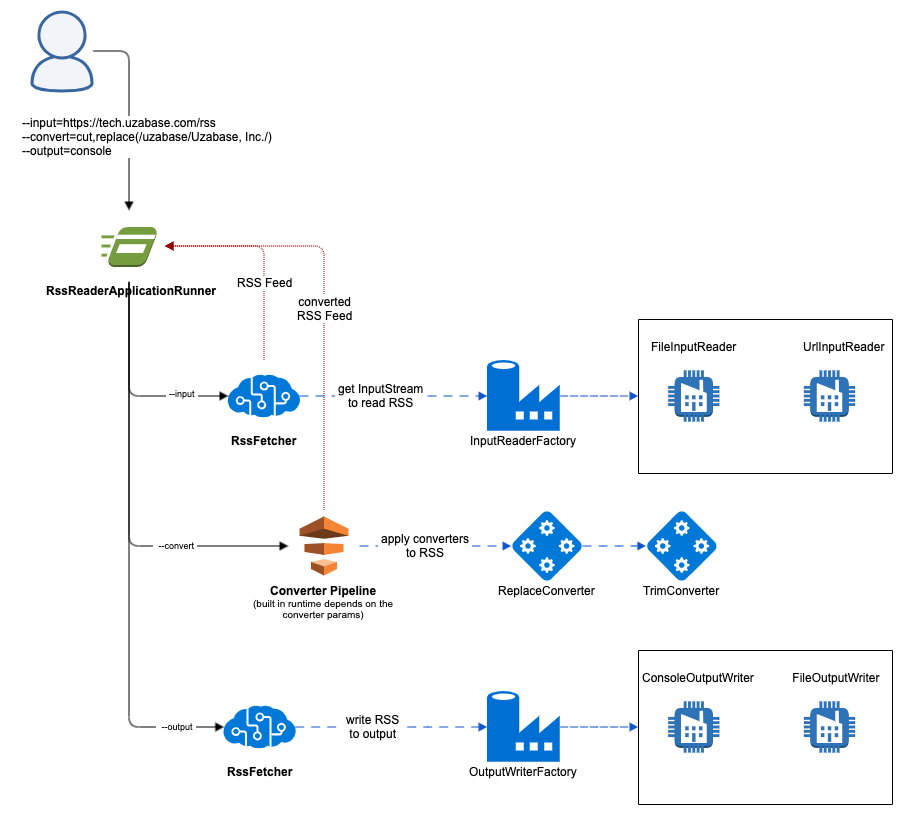 --input=https://tech.uzabase.com/rss
--convert=cut,replace(/uzabase/Uzabase, Inc./)
--output=console
RssReaderApplicationRunner
RSS Feed
converted
RSS Feed
FileInputReader
UrlInputReader
--input
get InputStream
to read RSS
RssFetcher
InputReaderFactory
--convert
apply converters
to RSS
Converter Pipeline
(built in runtime depends on the
converter params)
ReplaceConverter
TrimConverter
ConsoleOutputWriter
FileOutputWriter
--output
write RSS
to output
RssFetcher
OutputWriterFactory